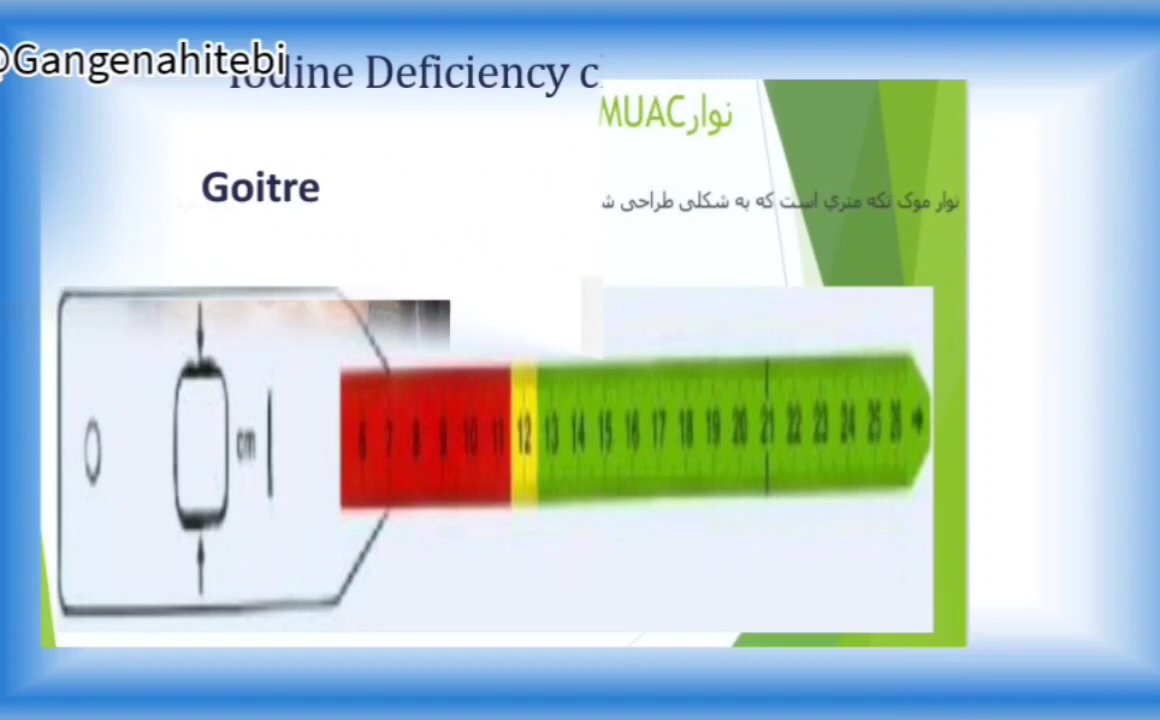 @Gangenahitebi
Iodine Deficiency c
نوارMUAC
Goitre
نوار موک تکه متري است که به شکلی طراحی ش
cm 6 7 8 9 10 11 12 13 14 15 16 17 18 19 20 21 22 23 24 25 26